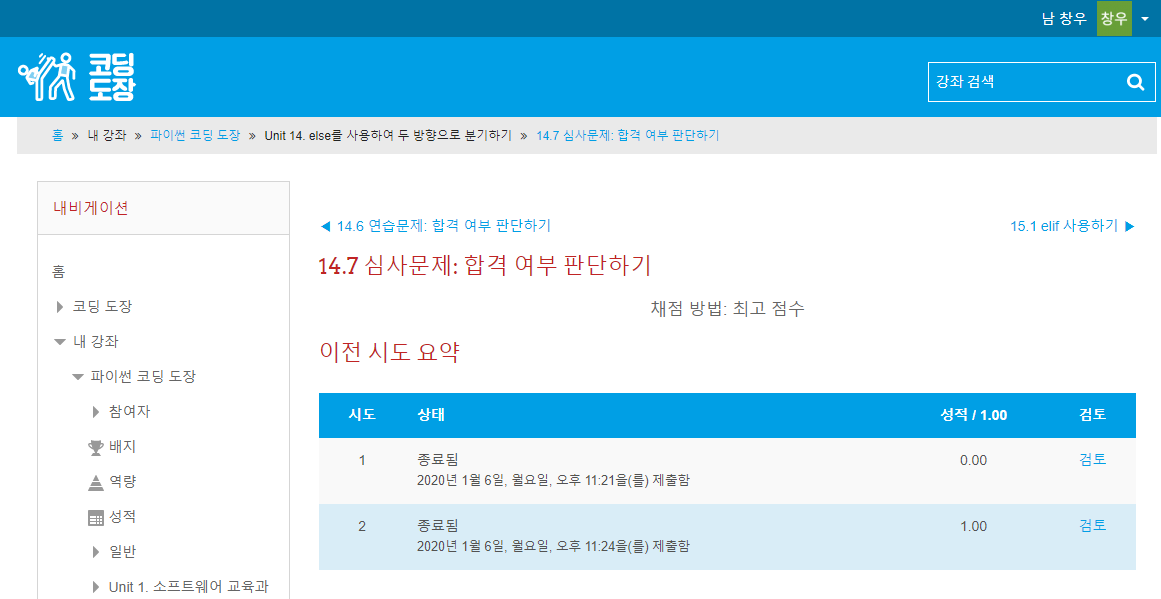 남 창우 창우
코딩
도장
강좌 검색
홈 » 내 강좌 » 파이썬 코딩 도장 » Unit 14. else를 사용하여 두 방향으로 분기하기 » 14.7 심사문제: 합격 여부 판단하기
내비게이션
홈
코딩 도장
내 강좌
파이썬 코딩 도장
참여자
배지
역량
성적
일반
Unit 1. 소프트웨어 교육과
◀ 14.6 연습문제: 합격 여부 판단하기
15.1 elif 사용하기 ▶
14.7 심사문제: 합격 여부 판단하기
채점 방법: 최고 점수
이전 시도 요약
시도 상태 성적 / 1.00 검토
1 종료됨 0.00 검토
2020년 1월 6일, 월요일, 오후 11:21을(를) 제출함
2 종료됨 1.00 검토
2020년 1월 6일, 월요일, 오후 11:24을(를) 제출함